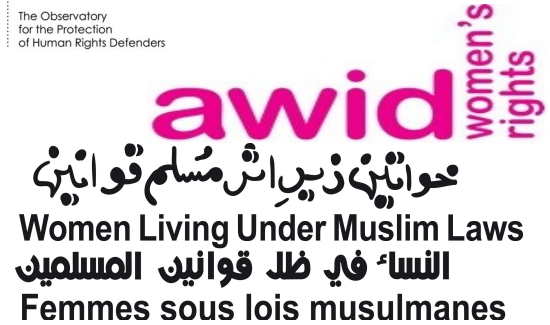 The Observatory
for the Protection
of Human Rights Defenders
awid
women's
rights
خواتین زیرِ اثر مُسلم قوانین
Women Living Under Muslim Laws
النساء في ظل قوانين المسلمين
Femmes sous lois musulmanes